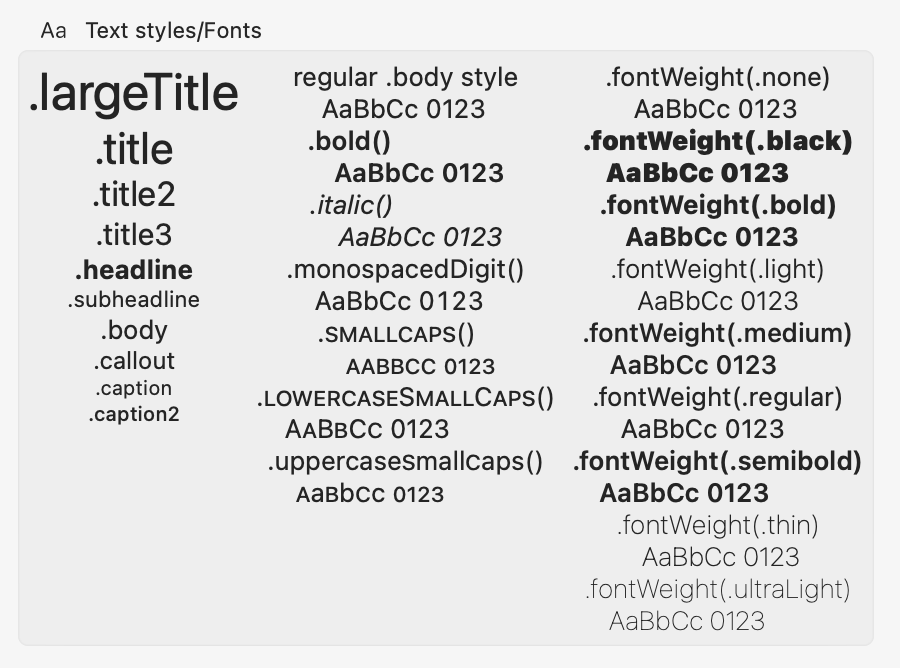 Aa Text styles/Fonts
.largeTitle
.title
.title2
.title3
.headline
.subheadline
.body
.callout
.caption
.caption2
regular .body style
AaBbCc 0123
.bold()
AaBbCc 0123
.italic()
AaBbCc 0123
.monospacedDigit()
AaBbCc 0123
.SMALLCAPS()
AABBCC 0123
.LOWERCASESMALLCAPS()
AABBCC 0123
.uppercaseSmallCaps()
AaBbCc 0123
.fontWeight(.none)
AaBbCc 0123
.fontWeight(.black)
AaBbCc 0123
.fontWeight(.bold)
AaBbCc 0123
.fontWeight(.light)
AaBbCc 0123
.fontWeight(.medium)
AaBbCc 0123
.fontWeight(.regular)
AaBbCc 0123
.fontWeight(.semibold)
AaBbCc 0123
.fontWeight(.thin)
AaBbCc 0123
.fontWeight(.ultraLight)
AaBbCc 0123